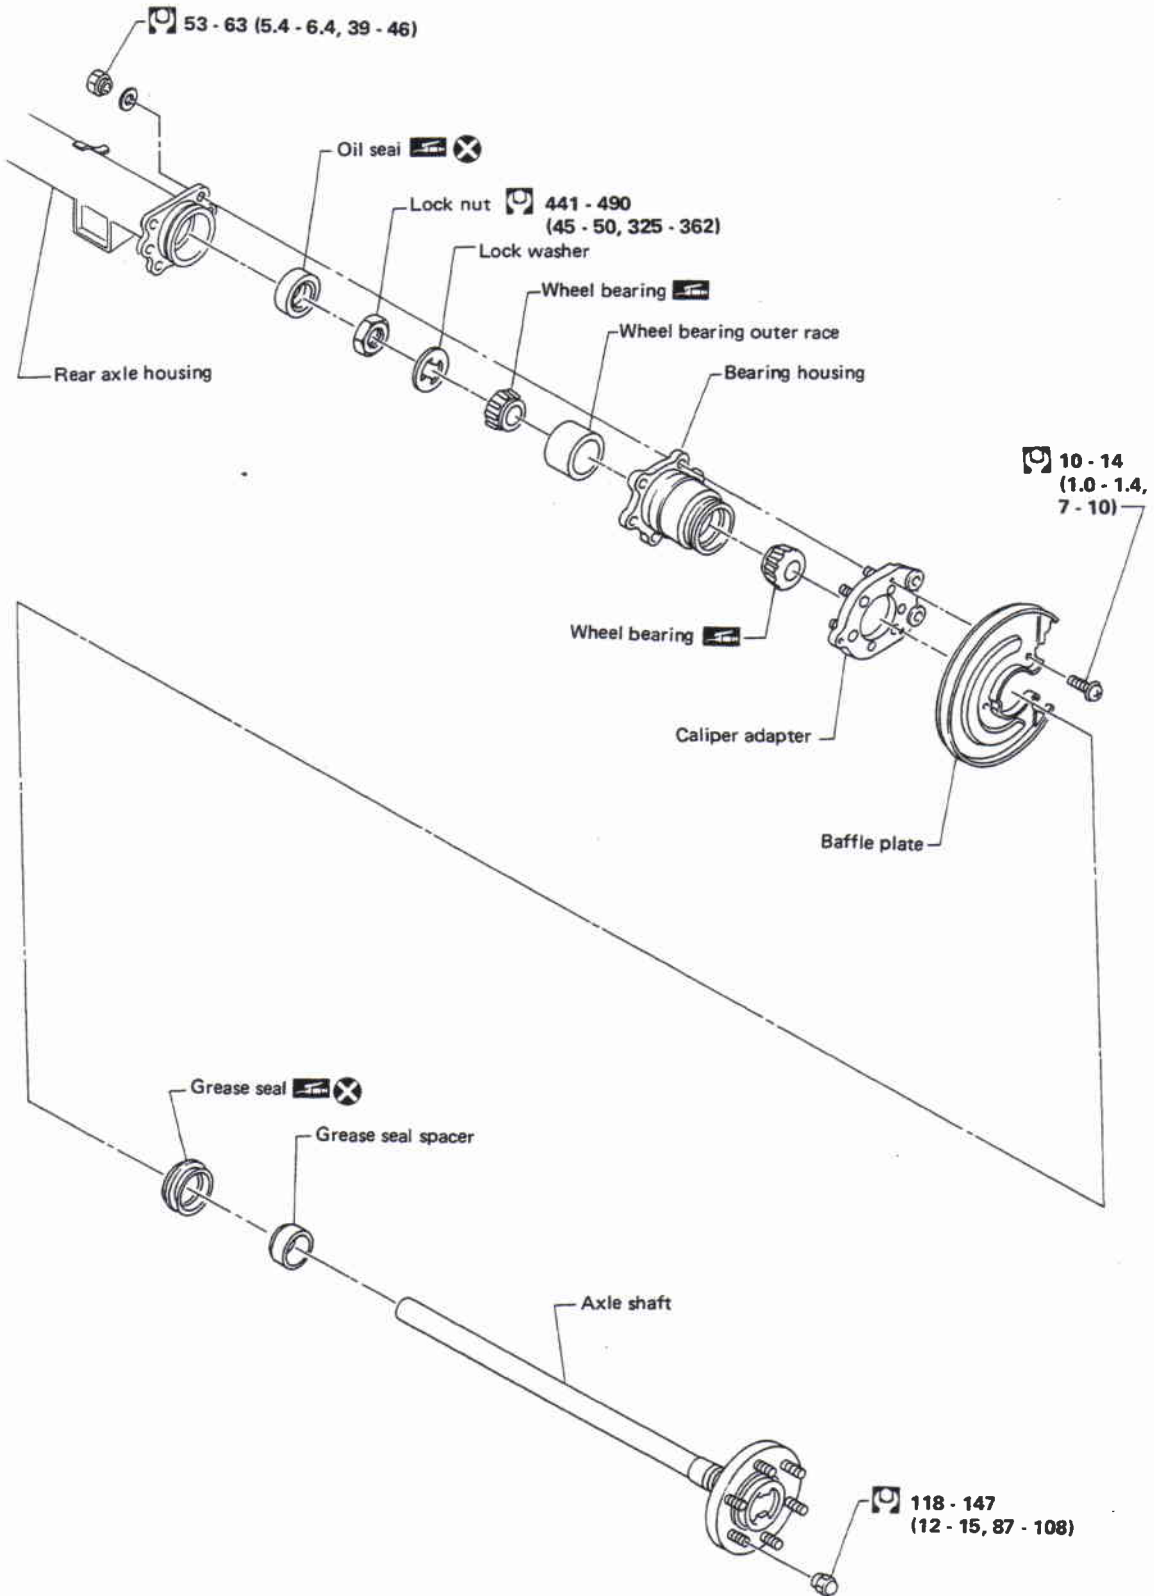 53 - 63 (5.4 - 6.4, 39 - 46)
Oil seal
Lock nut 441 - 490
(45 - 50, 325 - 362)
Lock washer
Wheel bearing
Wheel bearing outer race
Rear axle housing
Bearing housing
10 - 14
(1.0 - 1.4,
7 - 10)
Wheel bearing
Caliper adapter
Baffle plate
Grease seal
Grease seal spacer
Axle shaft
118 - 147
(12 - 15, 87 - 108)